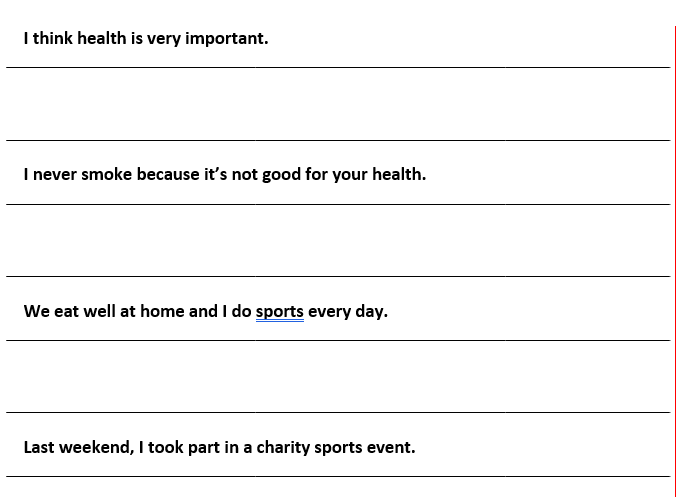 I think health is very important.
I never smoke because it’s not good for your health.
We eat well at home and I do sports every day.
Last weekend, I took part in a charity sports event.